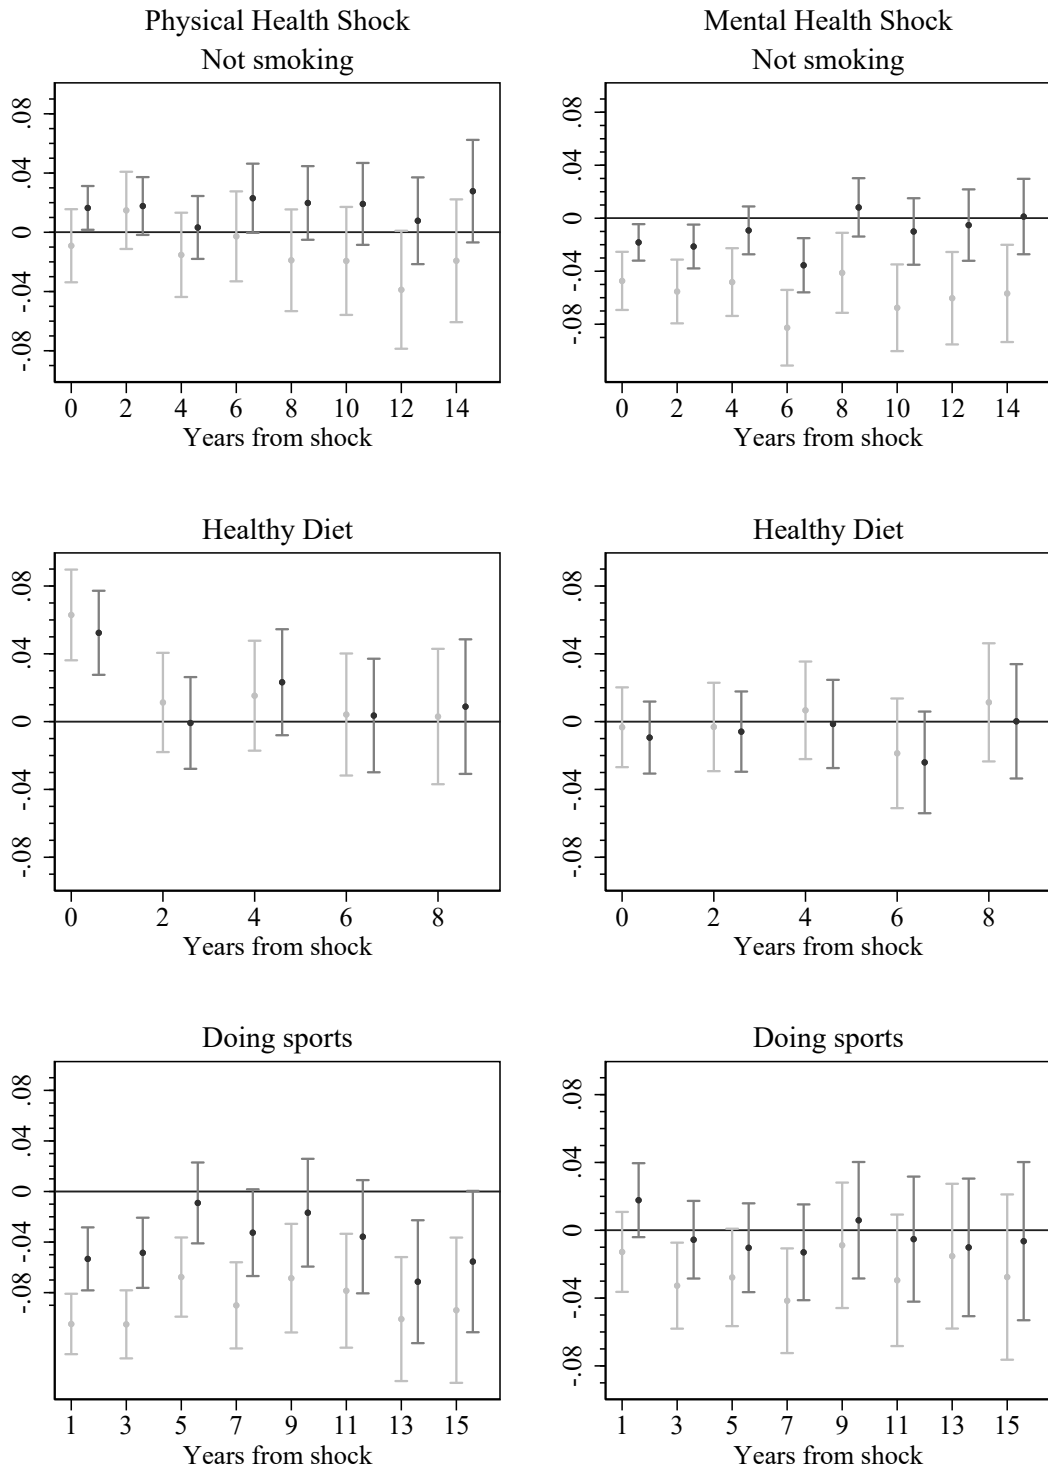 Physical Health Shock
Not smoking
.08
.04
0
-.04
-.08
0 2 4 6 8 10 12 14
Years from shock
Mental Health Shock
Not smoking
.08
.04
0
-.04
-.08
0 2 4 6 8 10 12 14
Years from shock
Healthy Diet
.08
.04
0
-.04
-.08
0 2 4 6 8
Years from shock
Healthy Diet
.08
.04
0
-.04
-.08
0 2 4 6 8
Years from shock
Doing sports
.08
.04
0
-.04
-.08
1 3 5 7 9 11 13 15
Years from shock
Doing sports
.08
.04
0
-.04
-.08
1 3 5 7 9 11 13 15
Years from shock